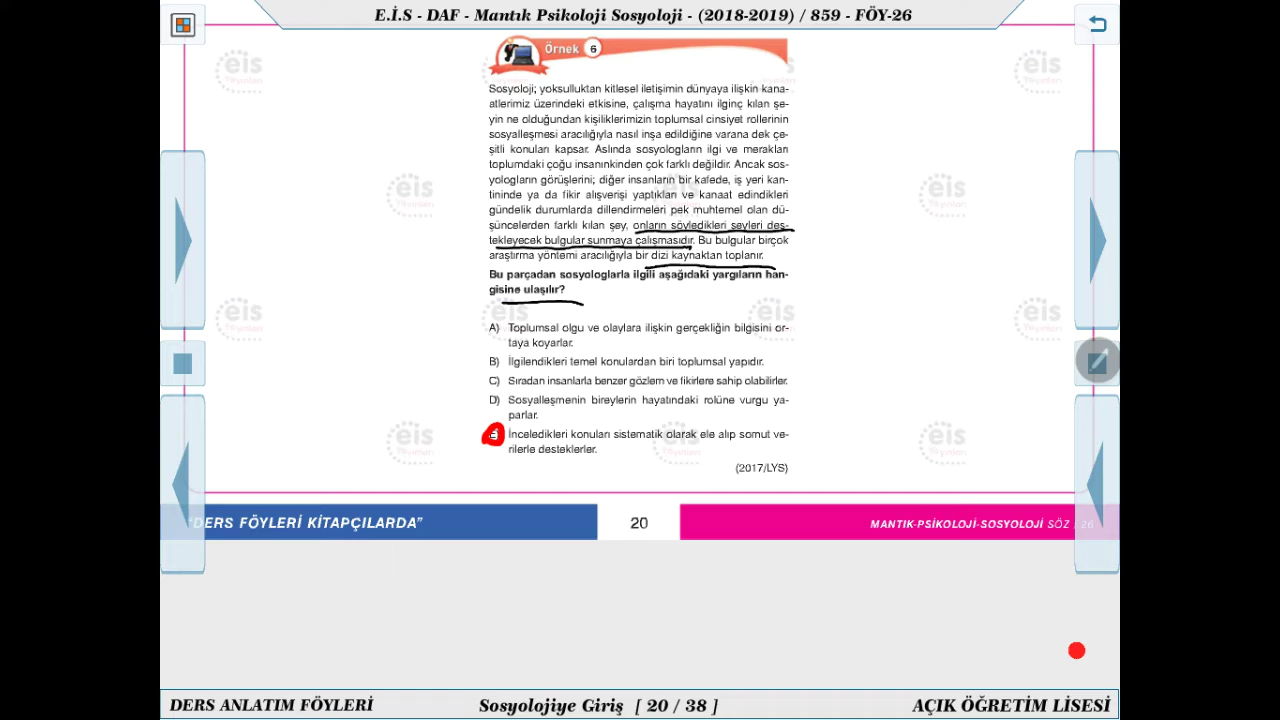 E.İ.S - DAF - Mantık Psikoloji Sosyoloji - (2018-2019) / 859 - FÖY-26
Örnek 6
Sosyoloji; yoksulluktan kitlesel iletişimin dünyaya ilişkin kana-
atlerimiz üzerindeki etkisine, çalışma hayatını ilginç kılan şe-
yin ne olduğundan kişiliklerimizin toplumsal cinsiyet rollerinin
sosyalleşmesi aracılığıyla nasıl inşa edildiğine varana dek çe-
şitli konuları kapsar. Aslında sosyologların ilgi ve merakları
toplumdaki çoğu insanınkinden çok farklı değildir. Ancak sos-
yologların görüşlerini; diğer insanların bir kafede, iş yeri kan-
tininde ya da fikir alışverişi yaptıkları ve kanaat edindikleri
gündelik durumlarda dillendirmeleri pek muhtemel olan dü-
şüncelerden farklı kılan şey, onların söyledikleri şeyleri des-
tekleyecek bulgular sunmaya çalışmasıdır. Bu bulgular birçok
araştırma yöntemi aracılığıyla bir dizi kaynaktan toplanır.
Bu parçadan sosyologlarla ilgili aşağıdaki yargıların han-
gisine ulaşılır?
A) Toplumsal olgu ve olaylara ilişkin gerçekliğin bilgisini or-
taya koyarlar.
B) İlgilendikleri temel konulardan biri toplumsal yapıdır.
C) Sıradan insanlarla benzer gözlem ve fikirlere sahip olabilirler.
D) Sosyalleşmenin bireylerin hayatındaki rolüne vurgu ya-
parlar.
E) İnceledikleri konuları sistematik olarak ele alıp somut ve-
rilerle desteklerler.
(2017/LYS)
"DERS FÖYLERİ KİTAPÇILARDA"
20
MANTIK-PSİKOLOJİ-SOSYOLOJİ SÖZ / 26
DERS ANLATIM FÖYLERİ
Sosyolojiye Giriş [ 20 / 38 ]
AÇIK ÖĞRETİM LİSESİ
eis
Yayınları